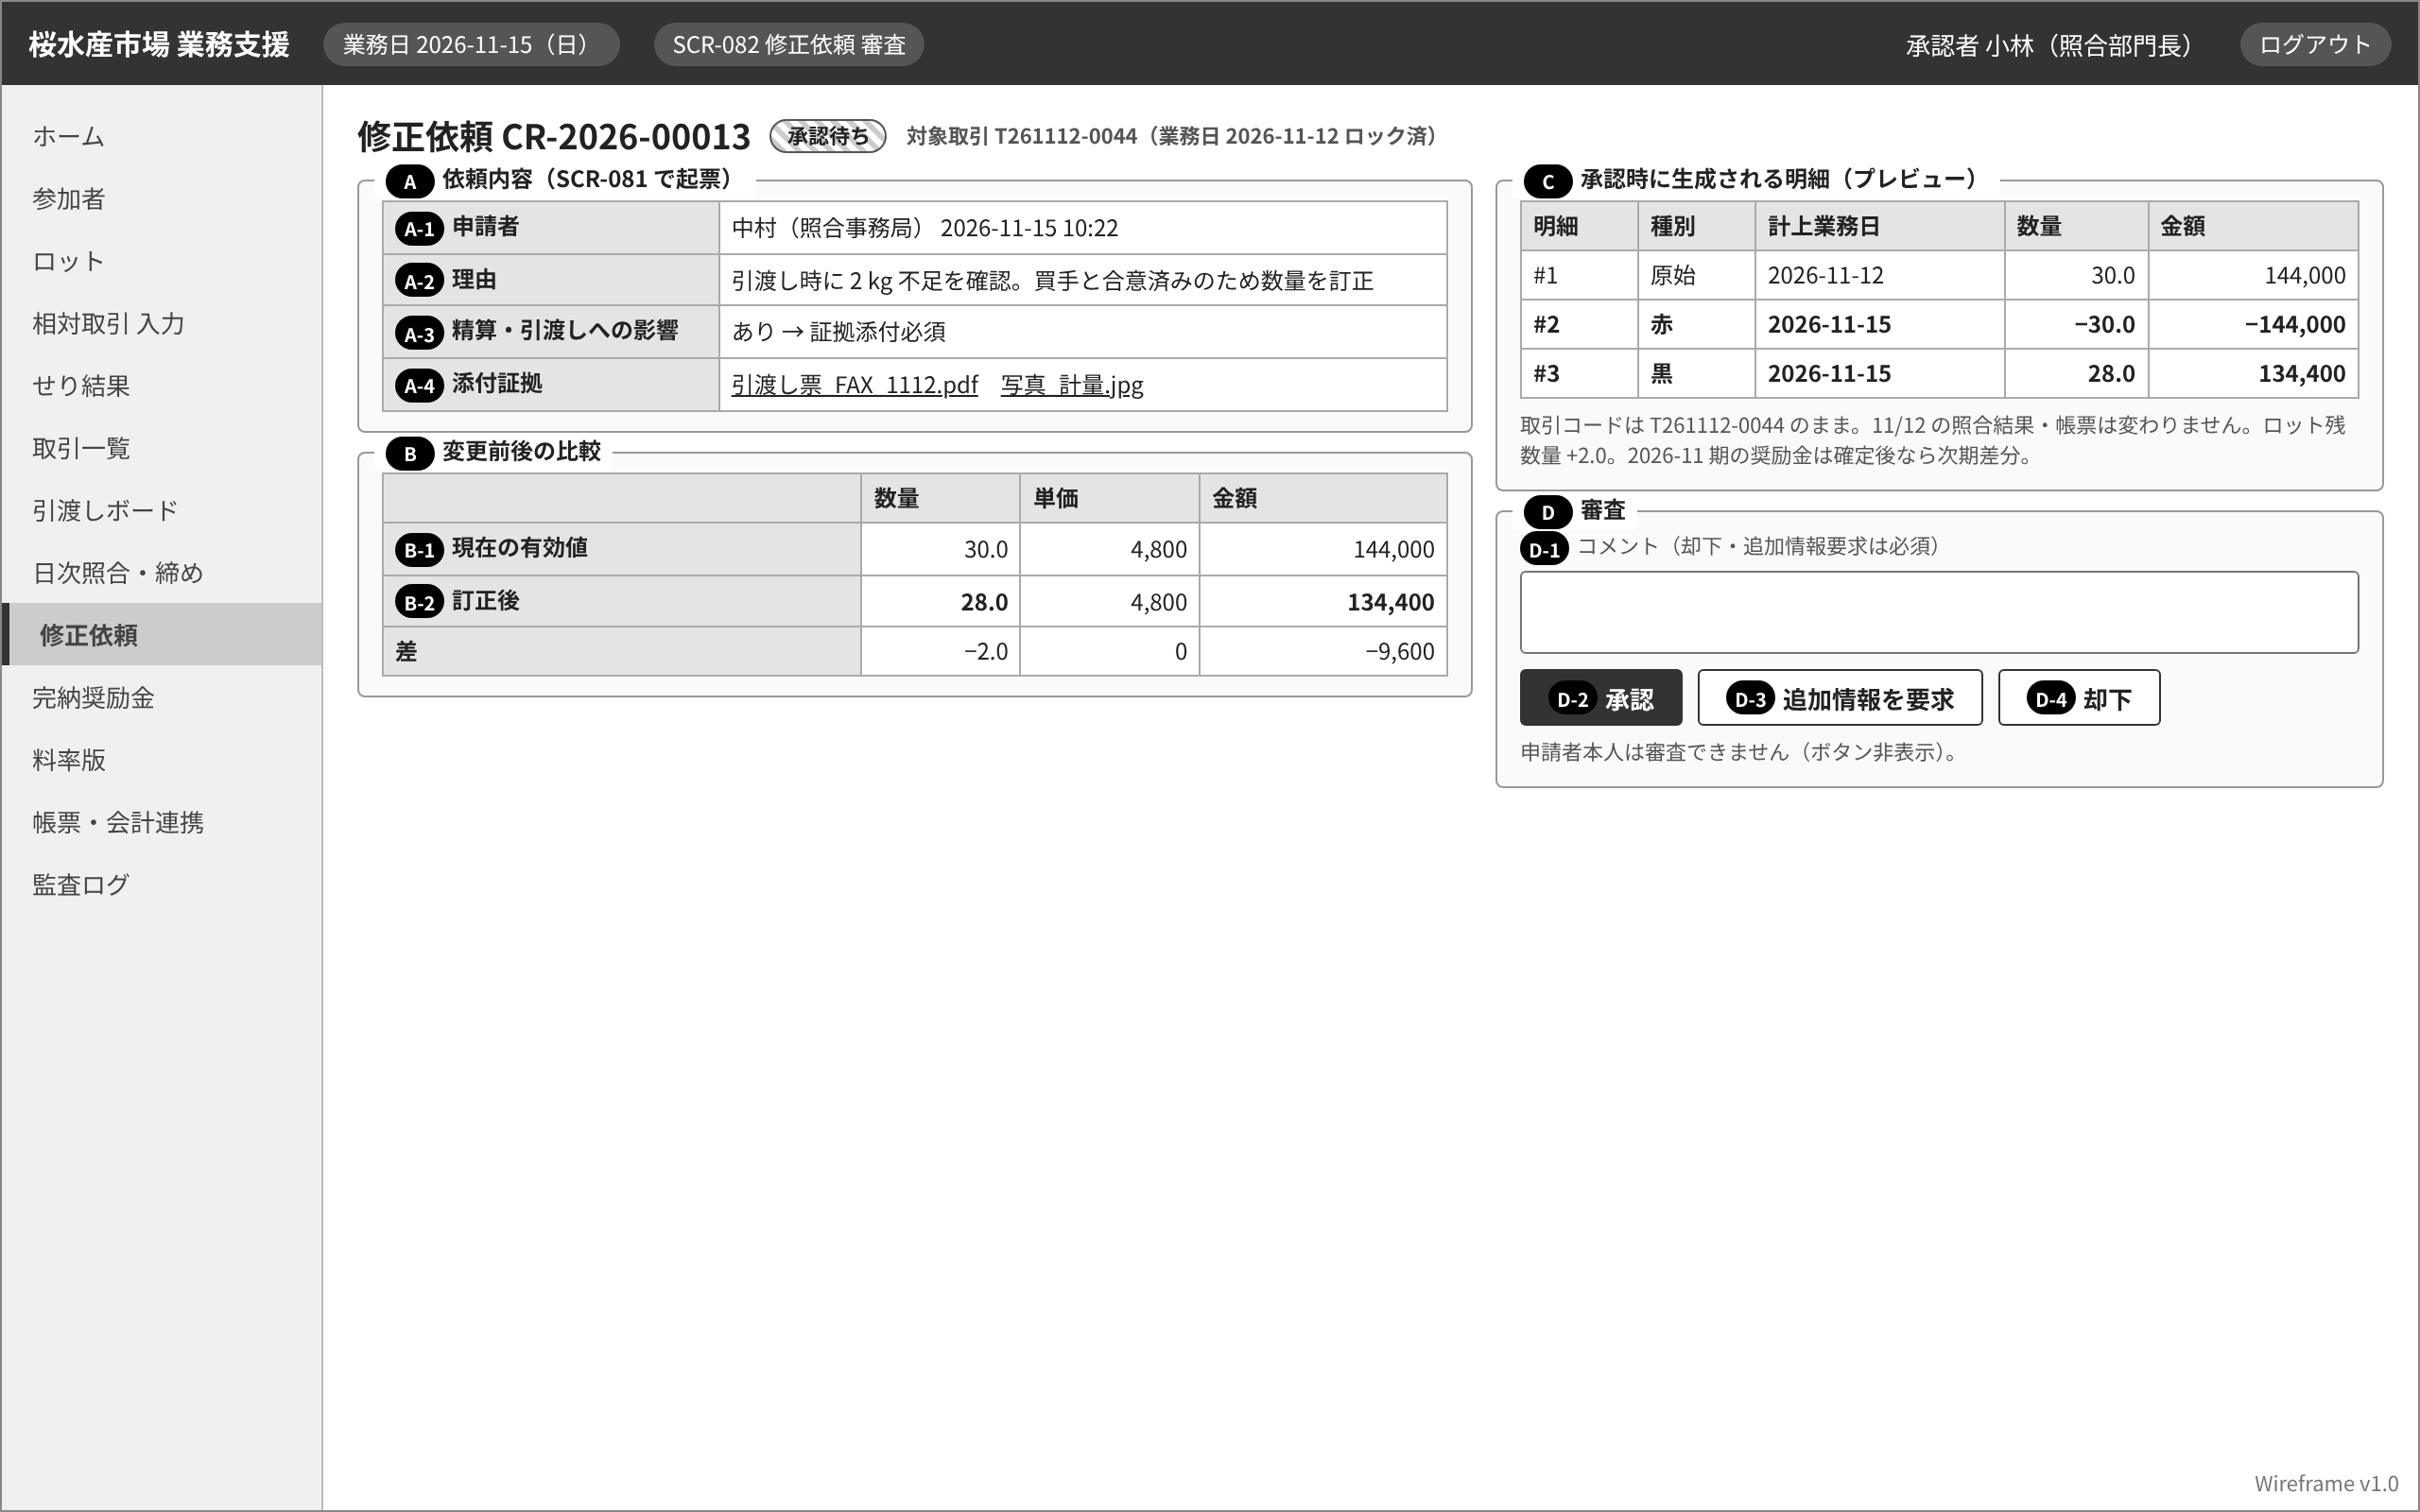 桜水産市場 業務支援
業務日 2026-11-15（日）
SCR-082 修正依頼 審査
承認者 小林（照合部門長）
ログアウト
ホーム
参加者
ロット
相対取引 入力
せり結果
取引一覧
引渡しボード
日次照合・締め
修正依頼
完納奨励金
料率版
帳票・会計連携
監査ログ
修正依頼 CR-2026-00013 承認待ち 対象取引 T261112-0044（業務日 2026-11-12 ロック済）
A 依頼内容（SCR-081 で起票）
A-1 申請者 中村（照合事務局） 2026-11-15 10:22
A-2 理由 引渡し時に 2 kg 不足を確認。買手と合意済みのため数量を訂正
A-3 精算・引渡しへの影響 あり → 証拠添付必須
A-4 添付証拠 引渡し票_FAX_1112.pdf 写真_計量.jpg
B 変更前後の比較
数量 単価 金額
B-1 現在の有効値 30.0 4,800 144,000
B-2 訂正後 28.0 4,800 134,400
差 −2.0 0 −9,600
C 承認時に生成される明細（プレビュー）
明細 種別 計上業務日 数量 金額
#1 原始 2026-11-12 30.0 144,000
#2 赤 2026-11-15 −30.0 −144,000
#3 黒 2026-11-15 28.0 134,400
取引コードは T261112-0044 のまま。11/12 の照合結果・帳票は変わりません。ロット残
数量 +2.0。2026-11 期の奨励金は確定後なら次期差分。
D 審査
D-1 コメント（却下・追加情報要求は必須）
D-2 承認
D-3 追加情報を要求
D-4 却下
申請者本人は審査できません（ボタン非表示）。
Wireframe v1.0